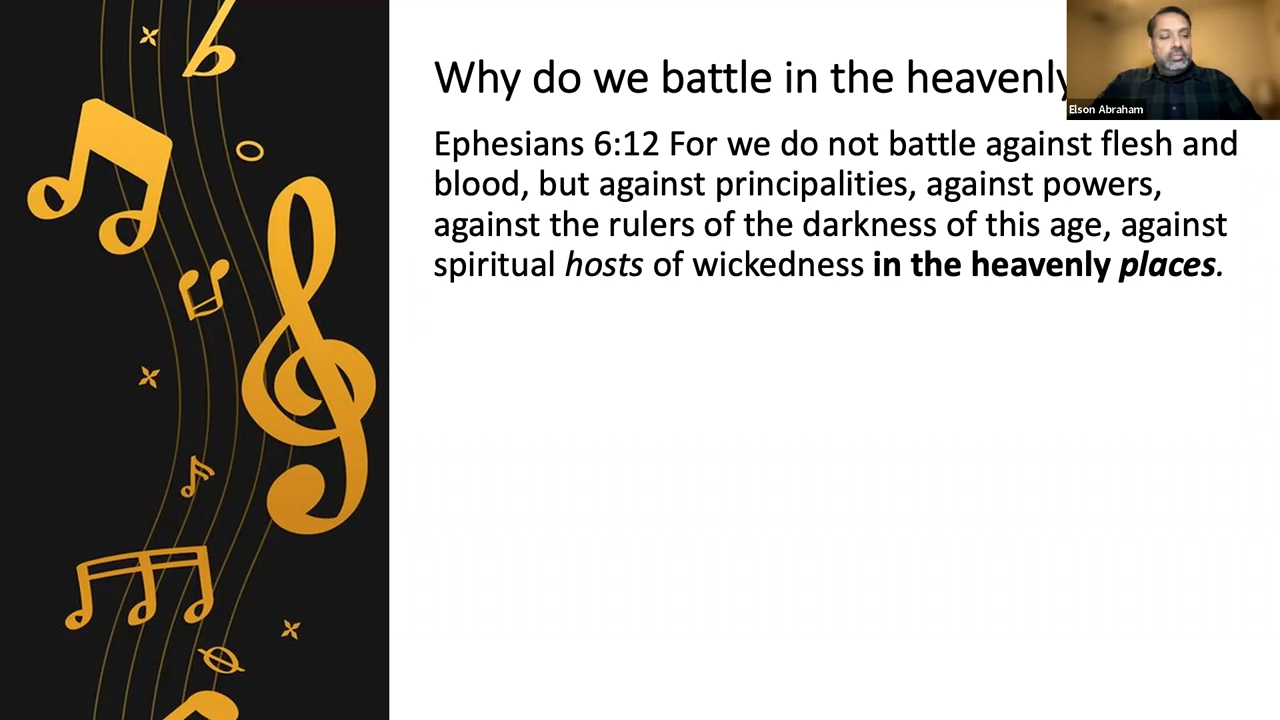 Why do we battle in the heavenly
Elson Abraham
Ephesians 6:12 For we do not battle against flesh and
blood, but against principalities, against powers,
against the rulers of the darkness of this age, against
spiritual hosts of wickedness in the heavenly places.